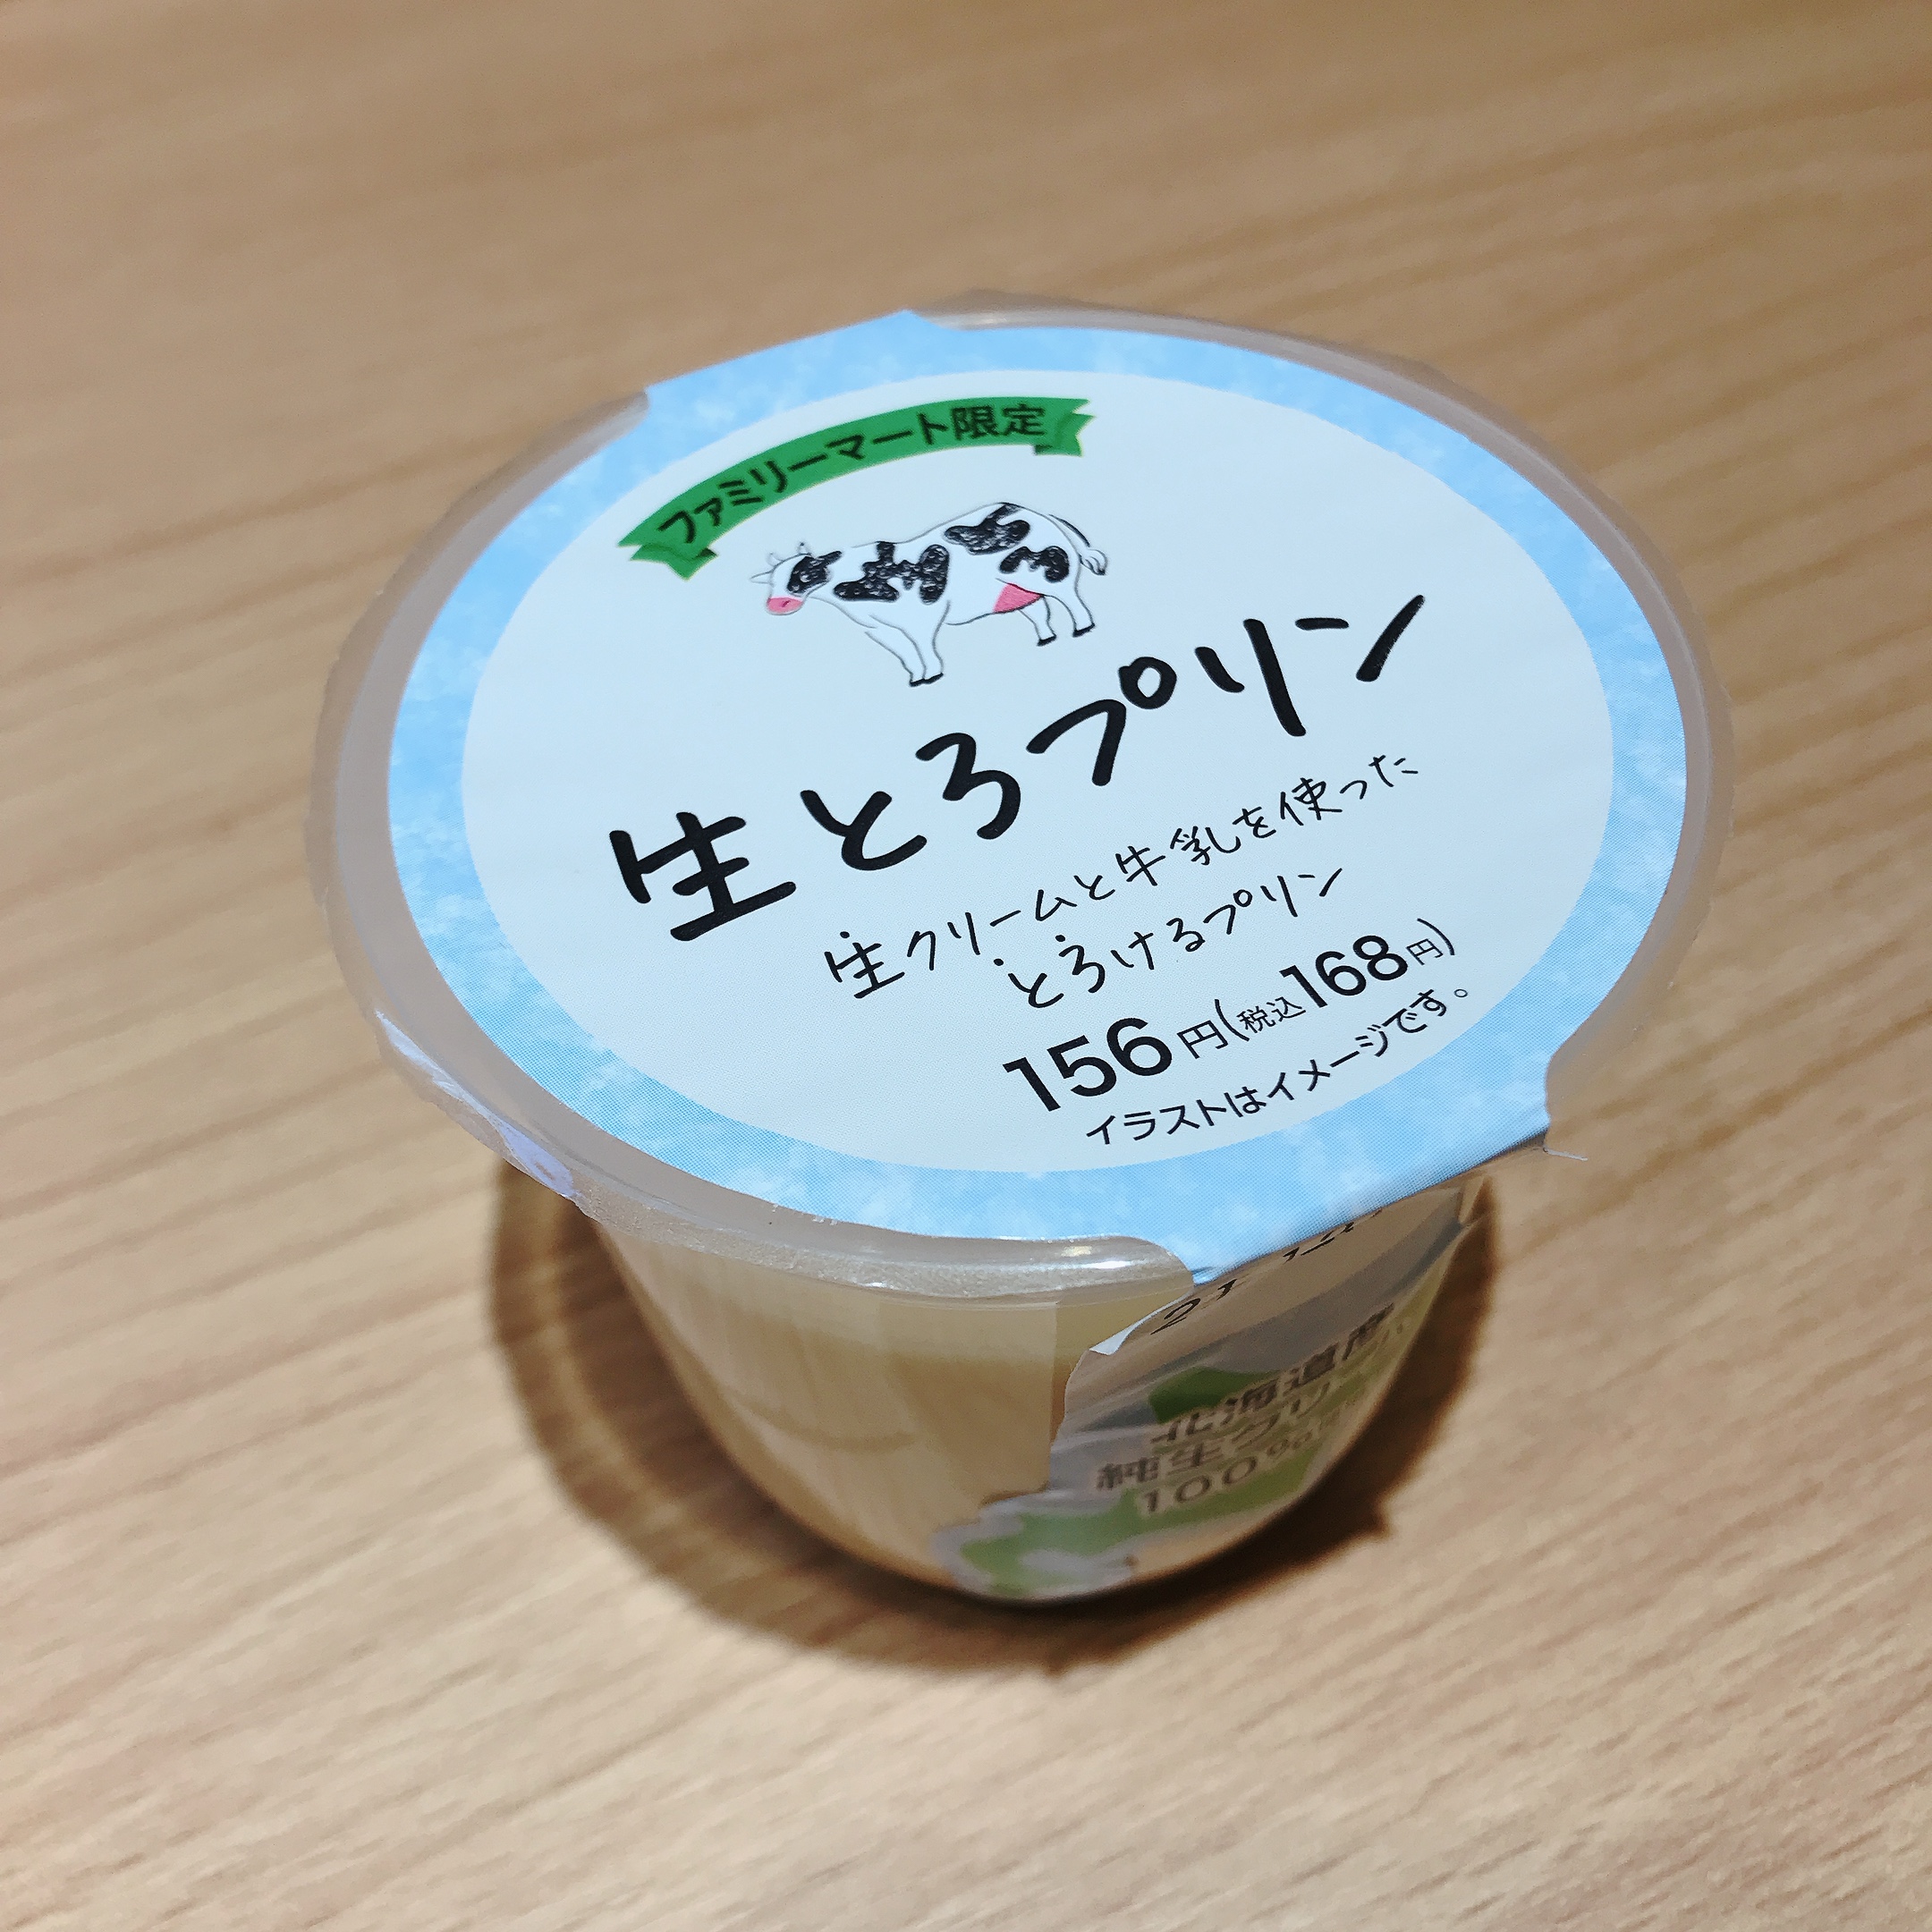 ファミリーマート限定
生とろプリン
生クリームと牛乳を使った
とろけるプリン
156円(税込168円)
イラストはイメージです。
北海道産
純生クリ
100%